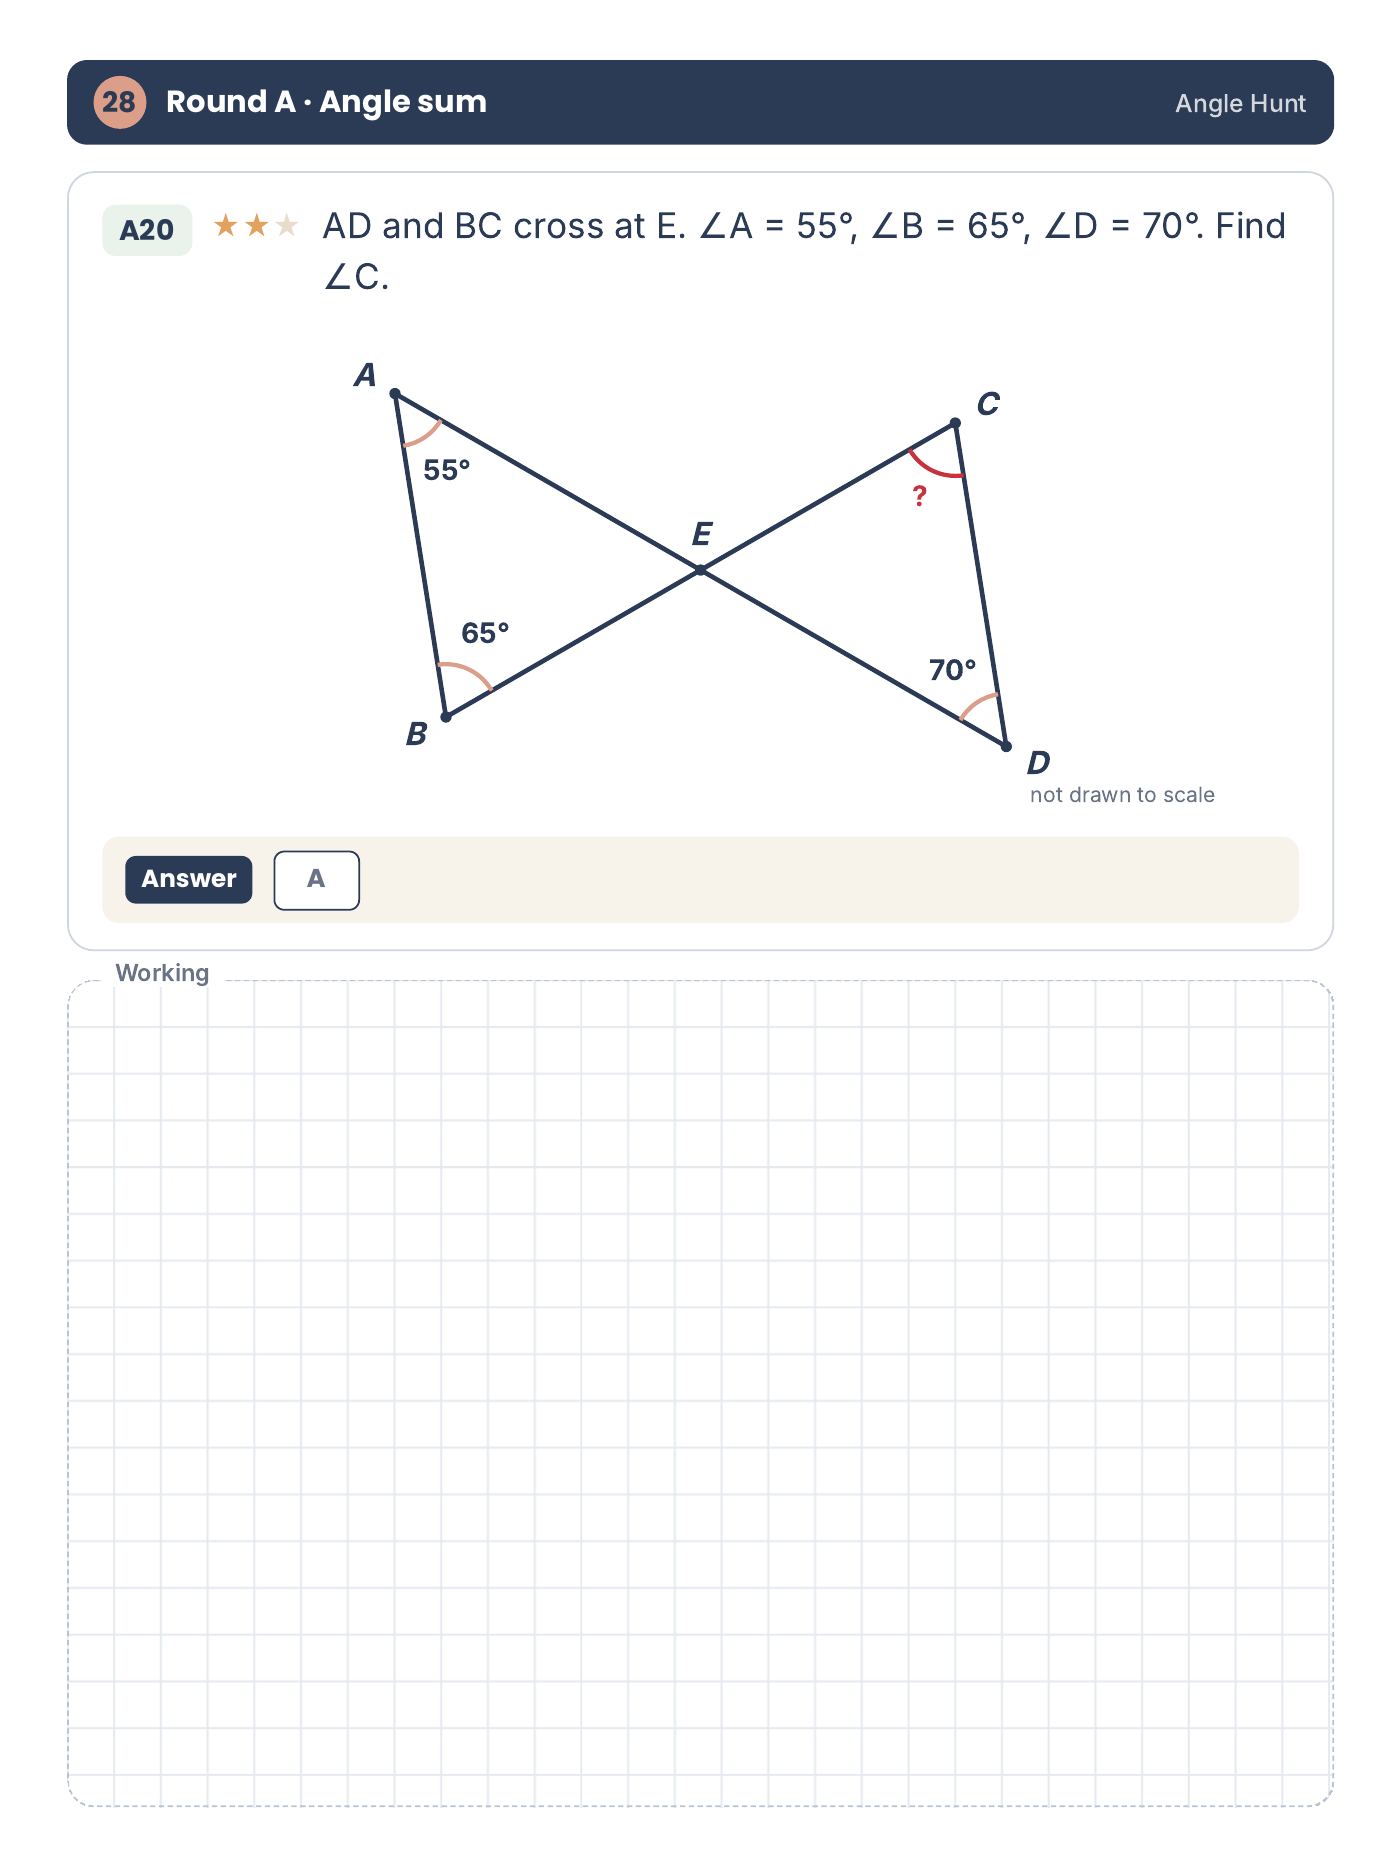 28 Round A · Angle sum
Angle Hunt
A20 ★★★ AD and BC cross at E. ∠A = 55°, ∠B = 65°, ∠D = 70°. Find
∠C.
A
C
55°
?
E
65°
70°
B
D
not drawn to scale
Answer A
Working